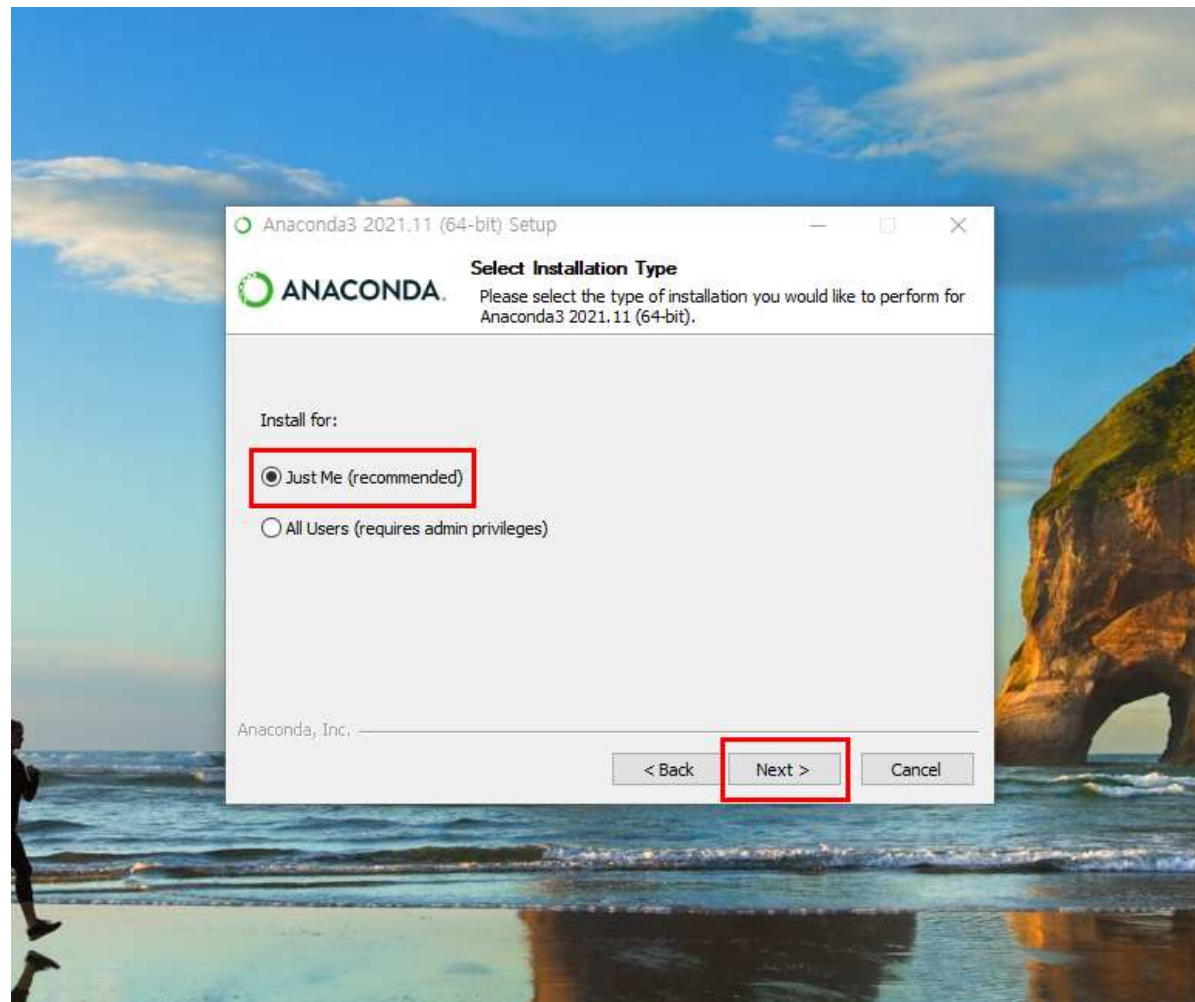 Anaconda3 2021.11 (64-bit) Setup
ANACONDA.
Select Installation Type
Please select the type of installation you would like to perform for
Anaconda3 2021.11 (64-bit).
Install for:
Just Me (recommended)
All Users (requires admin privileges)
Anaconda, Inc.
< Back
Next >
Cancel